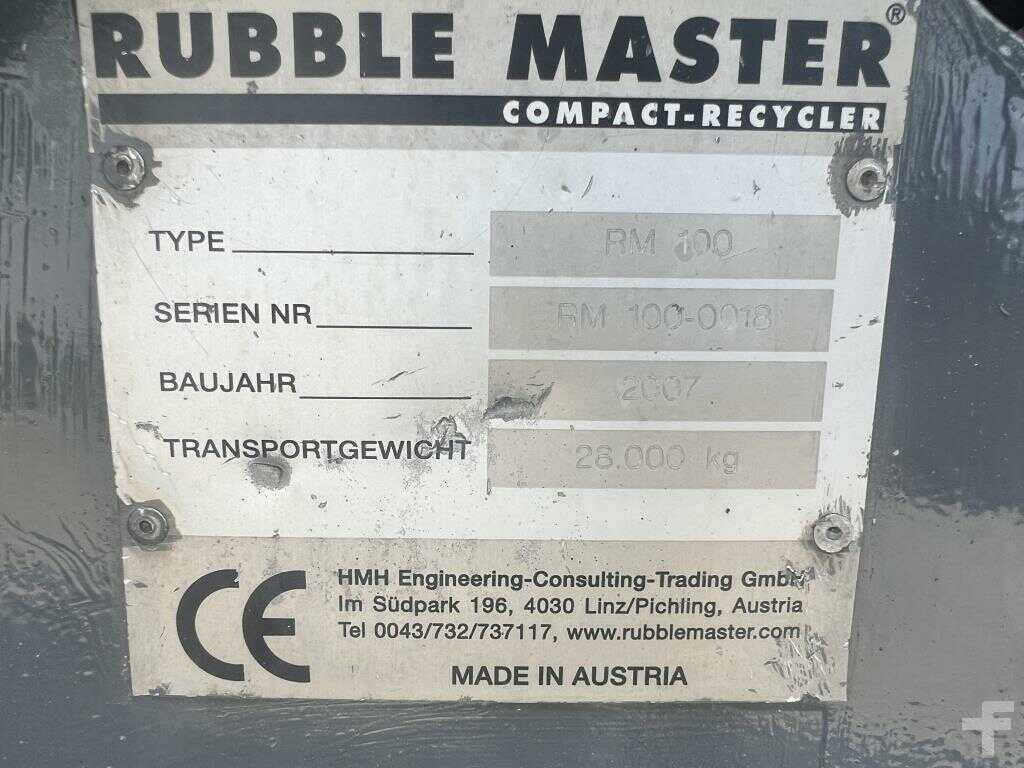 RUBBLE MASTER®
COMPACT-RECYCLER
TYPE RM 100
SERIEN NR RM 100-0018
BAUJAHR 2007
TRANSPORTGEWICHT 28.000 kg
CE
HMH Engineering-Consulting-Trading GmbH
Im Südpark 196, 4030 Linz/Pichling, Austria
Tel 0043/732/737117, www.rubblemaster.com
MADE IN AUSTRIA